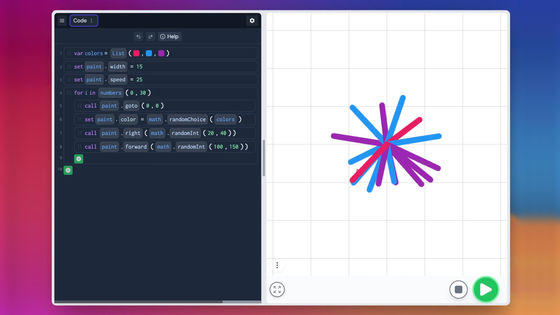 Code
Help
1 var colors = List ( , , )
2 set paint . width = 15
3 set paint . speed = 25
4 for i in numbers ( 0 , 30 )
5 call paint . goto ( 0 , 0 )
6 set paint . color = math . randomChoice ( colors )
7 call paint . right ( math . randomInt ( 20 , 40 ) )
8 call paint . forward ( math . randomInt ( 100 , 150 ) )
9
10